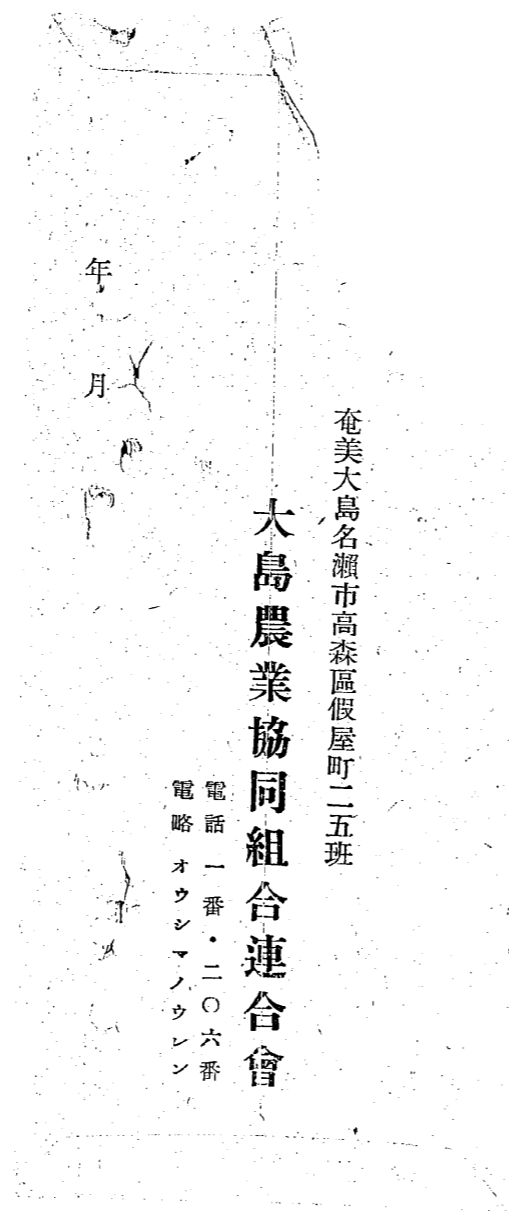 奄美大島名瀬市高森區假屋町二五班
大島農業協同組合連合會
電話一番・二〇六番
電略オウシマノウレン
年月